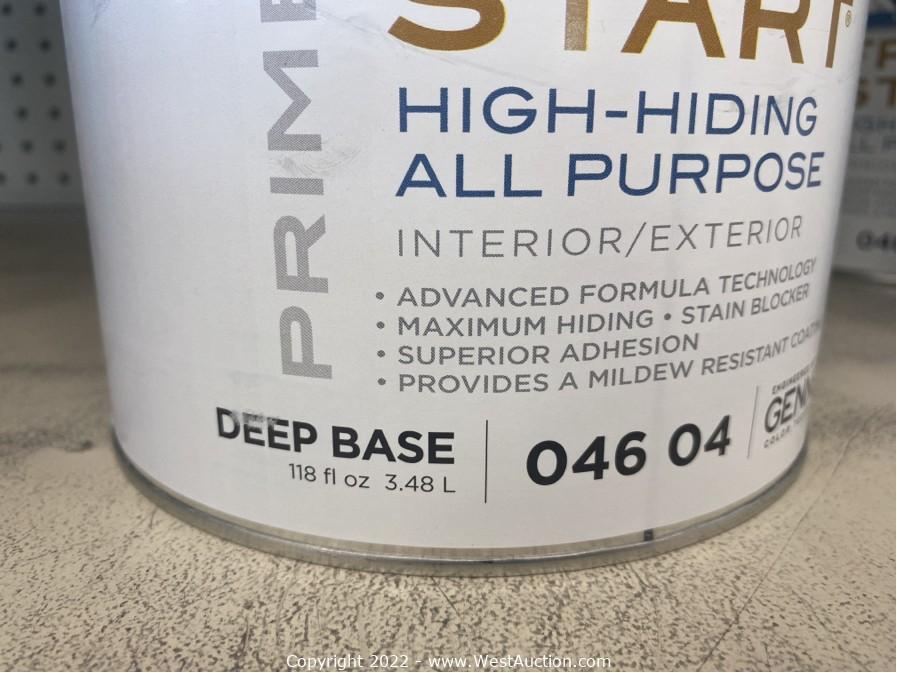 PRIME
START®
HIGH-HIDING
ALL PURPOSE
INTERIOR/EXTERIOR
• ADVANCED FORMULA TECHNOLOGY
• MAXIMUM HIDING • STAIN BLOCKER
• SUPERIOR ADHESION
• PROVIDES A MILDEW RESISTANT
DEEP BASE
118 fl oz 3.48 L
046 04
Copyright 2022 - www.WestAuction.com